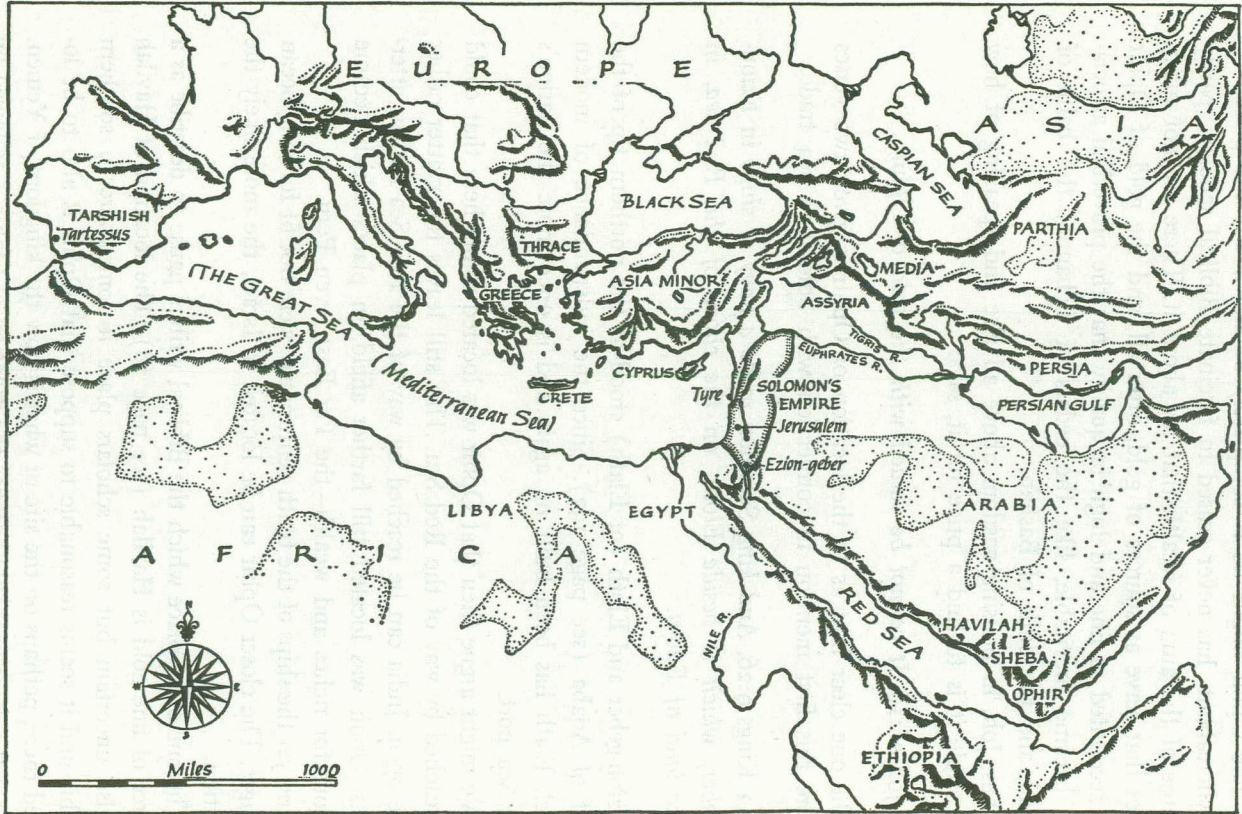 EUROPE
ASIA
CASPIAN SEA
BLACK SEA
TARSHISH
Tartessus
PARTHIA
THRACE
(THE GREAT SEA
MEDIA
ASIA MINOR
GREECE
ASSYRIA
TIGRIS R.
EUPHRATES R.
PERSIA
CYPRUS
Mediterranean Sea)
CRETE
Tyre
SOLOMON'S
EMPIRE
PERSIAN GULF
Jerusalem
Ezion-geber
LIBYA
EGYPT
ARABIA
AFRICA
RED SEA
NILE R.
HAVILAH
SHEBA
OPHIR
ETHIOPIA
0 Miles 1000